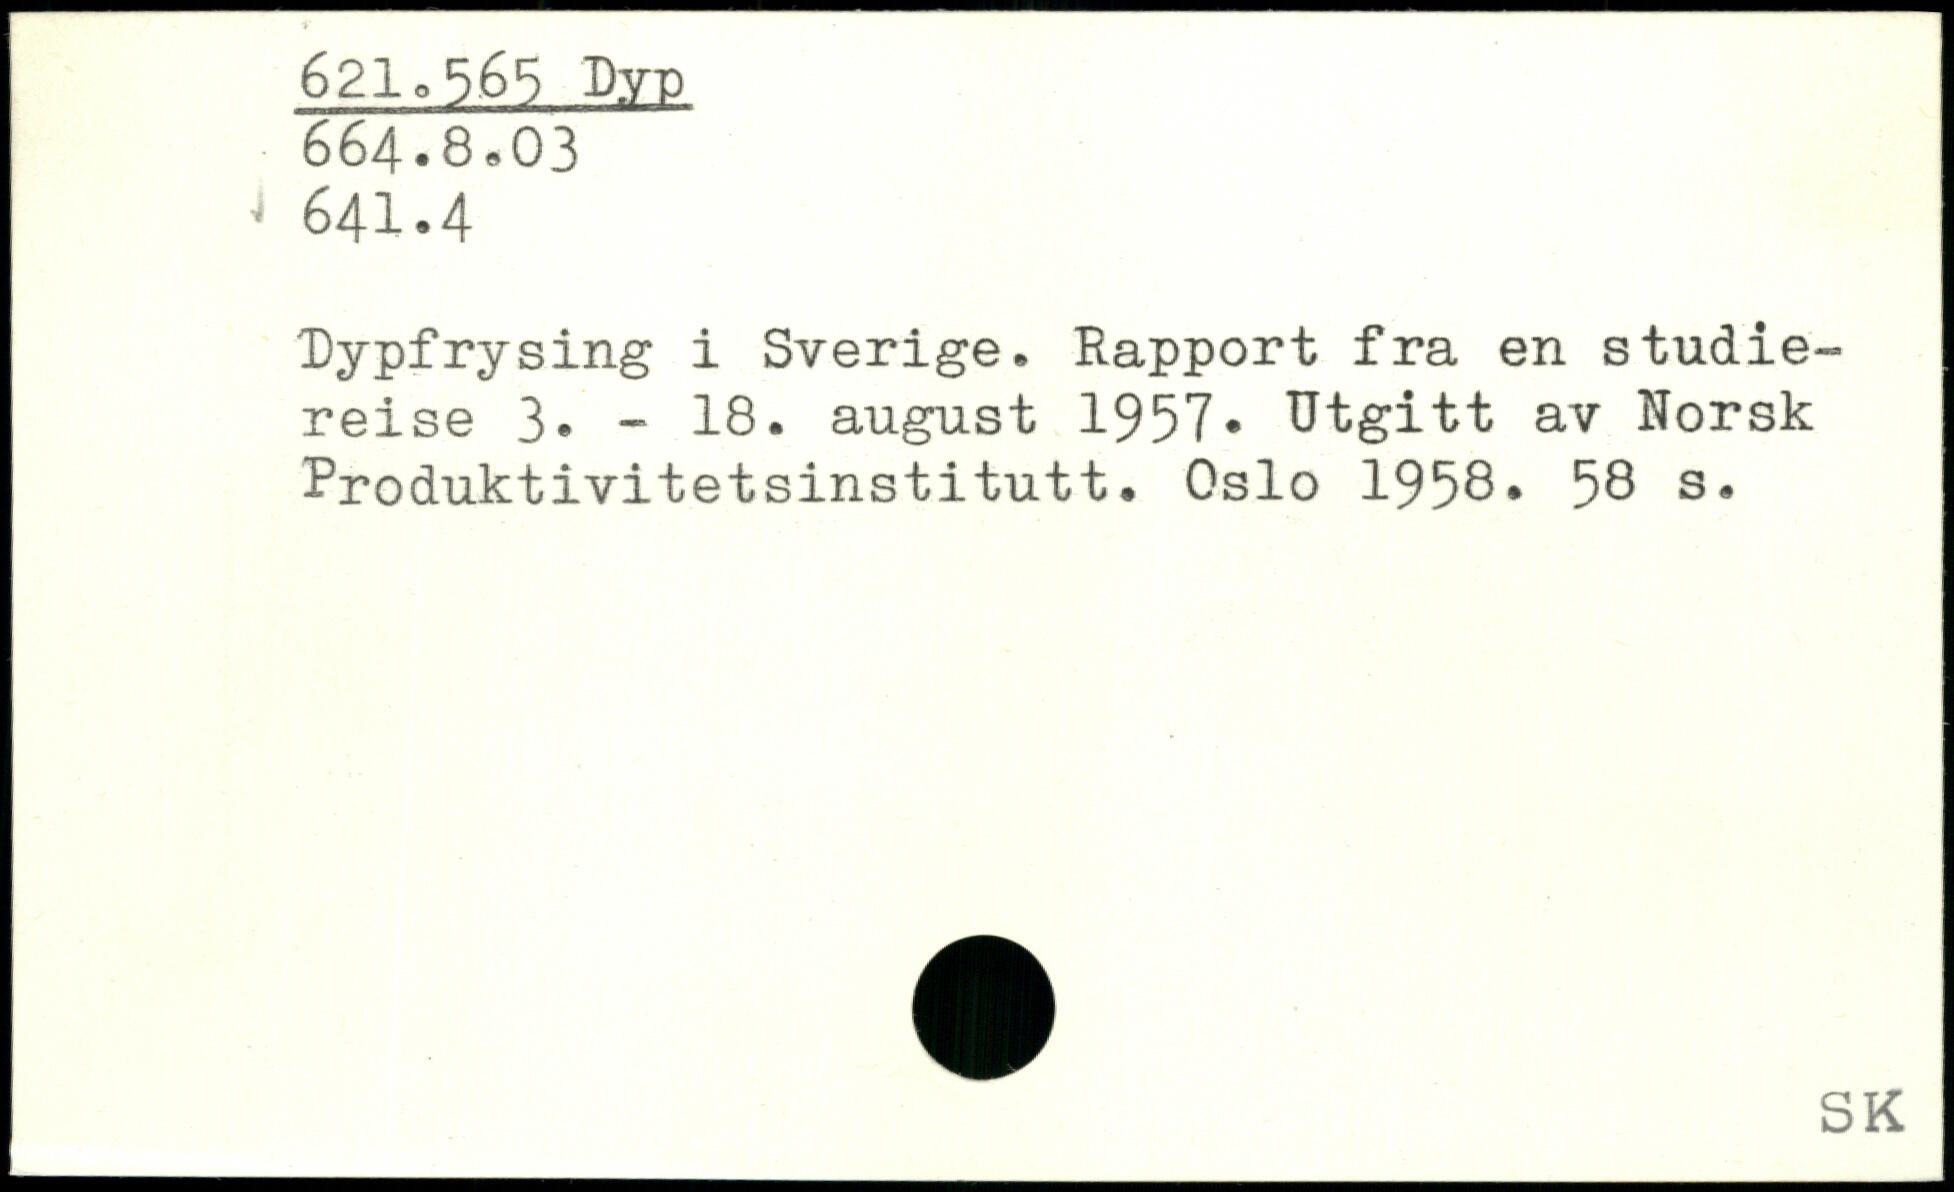 621.565 Dyp
664.8.03
641.4
Dypfrysing i Sverige. Rapport fra en studie-
reise 3. - 18. august 1957. Utgitt av Norsk
Produktivitetsinstitutt. Oslo 1958. 58 s.
SK